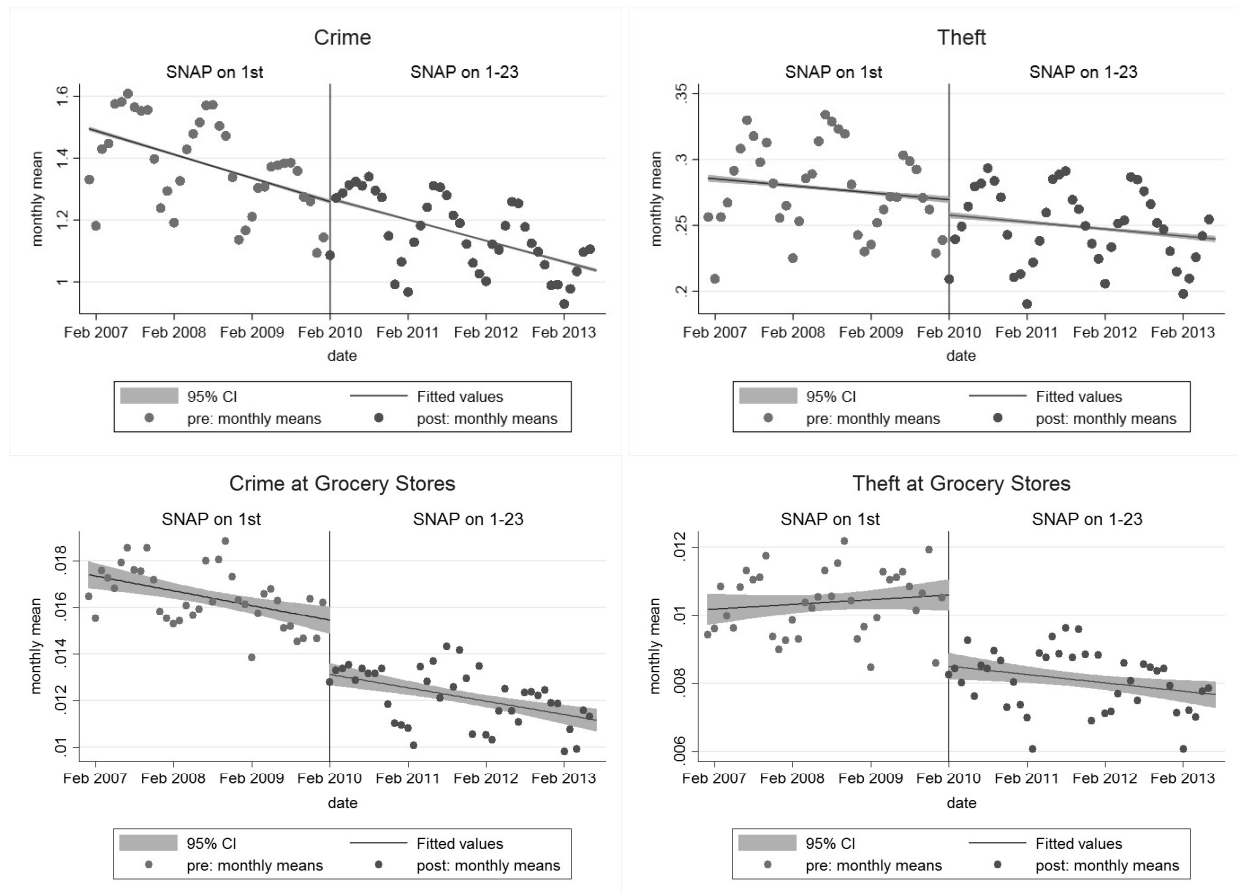 Crime
SNAP on 1st
SNAP on 1-23
monthly mean
1.6
1.4
1.2
1
Feb 2007
Feb 2008
Feb 2009
Feb 2010
Feb 2011
Feb 2012
Feb 2013
date
95% CI
Fitted values
pre: monthly means
post: monthly means
Theft
SNAP on 1st
SNAP on 1-23
monthly mean
.35
.3
.25
.2
Feb 2007
Feb 2008
Feb 2009
Feb 2010
Feb 2011
Feb 2012
Feb 2013
date
95% CI
Fitted values
pre: monthly means
post: monthly means
Crime at Grocery Stores
SNAP on 1st
SNAP on 1-23
monthly mean
.018
.016
.014
.012
.01
Feb 2007
Feb 2008
Feb 2009
Feb 2010
Feb 2011
Feb 2012
Feb 2013
date
95% CI
Fitted values
pre: monthly means
post: monthly means
Theft at Grocery Stores
SNAP on 1st
SNAP on 1-23
monthly mean
.012
.01
.008
.006
Feb 2007
Feb 2008
Feb 2009
Feb 2010
Feb 2011
Feb 2012
Feb 2013
date
95% CI
Fitted values
pre: monthly means
post: monthly means